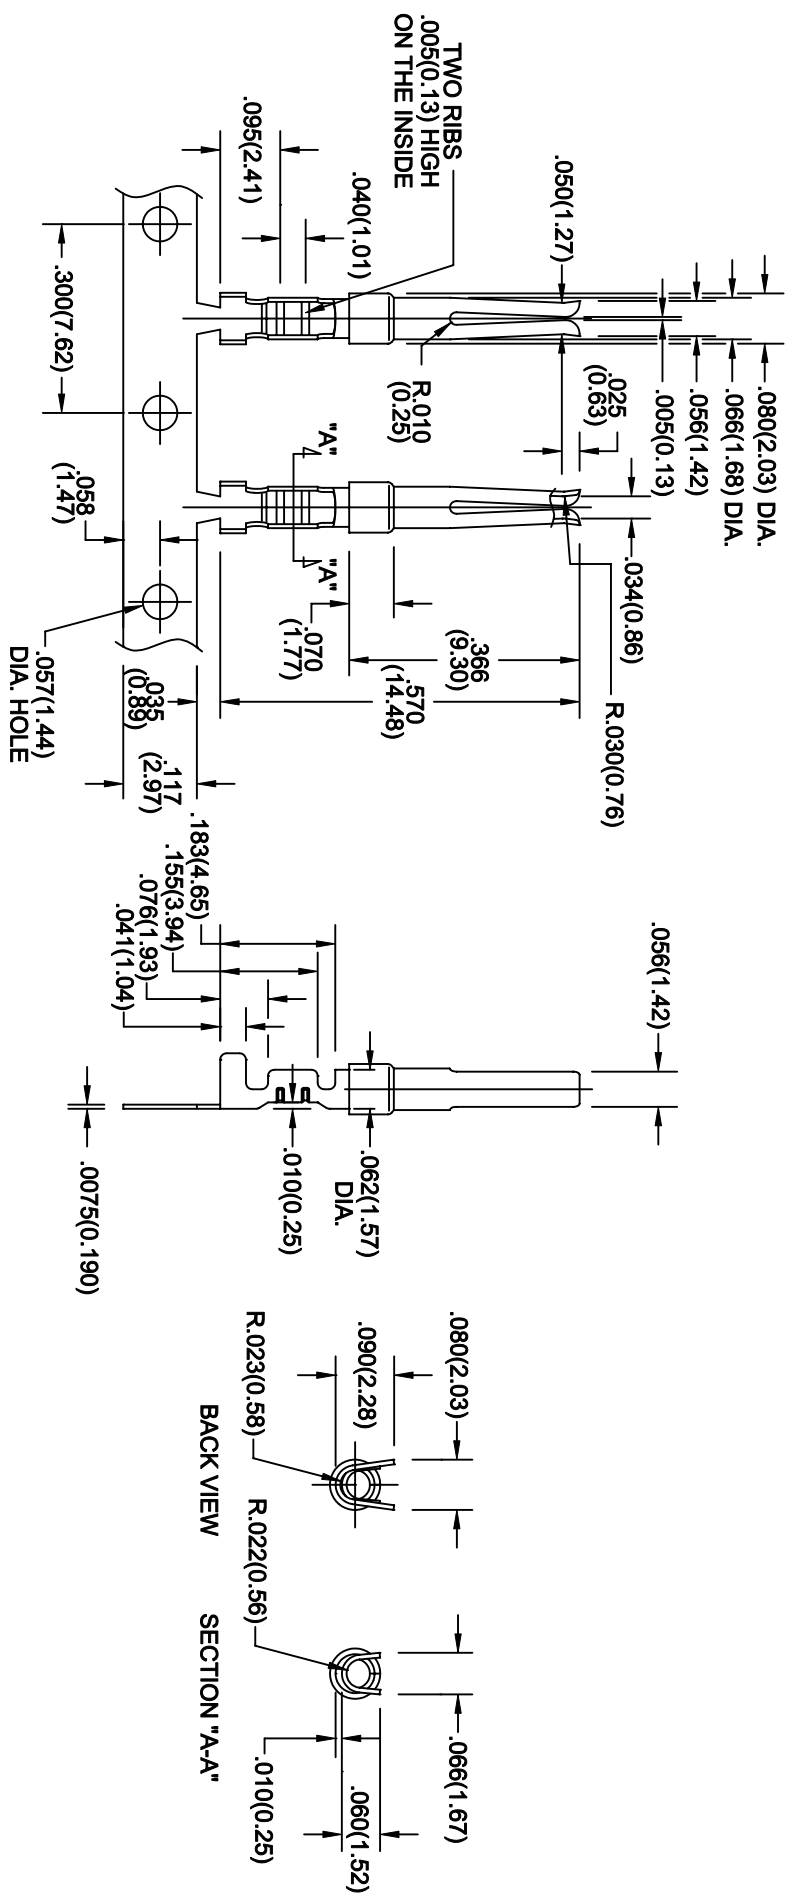 TWO RIBS
.005(0.13) HIGH
ON THE INSIDE
.095(2.41)
.040(1.01)
.050(1.27)
.300(7.62)
R.010
(0.25)
.025
(0.63)
.005(0.13)
.056(1.42)
.066(1.68) DIA.
.080(2.03) DIA.
"A"
"A"
.058
(1.47)
.034(0.86)
.070
(1.77)
.366
(9.30)
.570
(14.48)
R.030(0.76)
.057(1.44)
DIA. HOLE
.035
(0.89)
.117
(2.97)
.183(4.65)
.155(3.94)
.076(1.93)
.041(1.04)
.056(1.42)
.0075(0.190)
.010(0.25)
.062(1.57)
DIA.
R.023(0.58)
.090(2.28)
.080(2.03)
BACK VIEW
R.022(0.56)
SECTION "A-A"
.010(0.25)
.060(1.52)
.066(1.67)